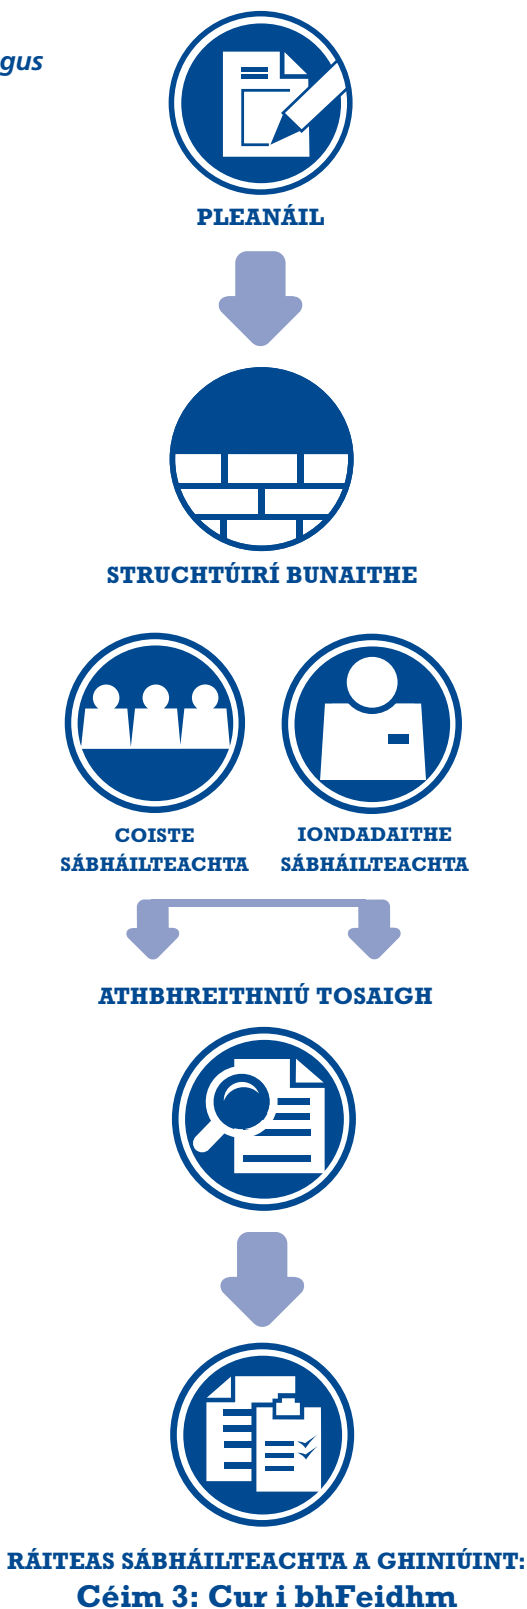 gus
PLEANÁIL
STRUCHTÚIRÍ BUNAITHE
COISTE
SÁBHÁILTEACHTA
IONDADAITHE
SÁBHÁILTEACHTA
ATHBHREITHNIÚ TOSAIGH
RÁITEAS SÁBHÁILTEACHTA A GHINIÚINT:
Céim 3: Cur i bhFeidhm